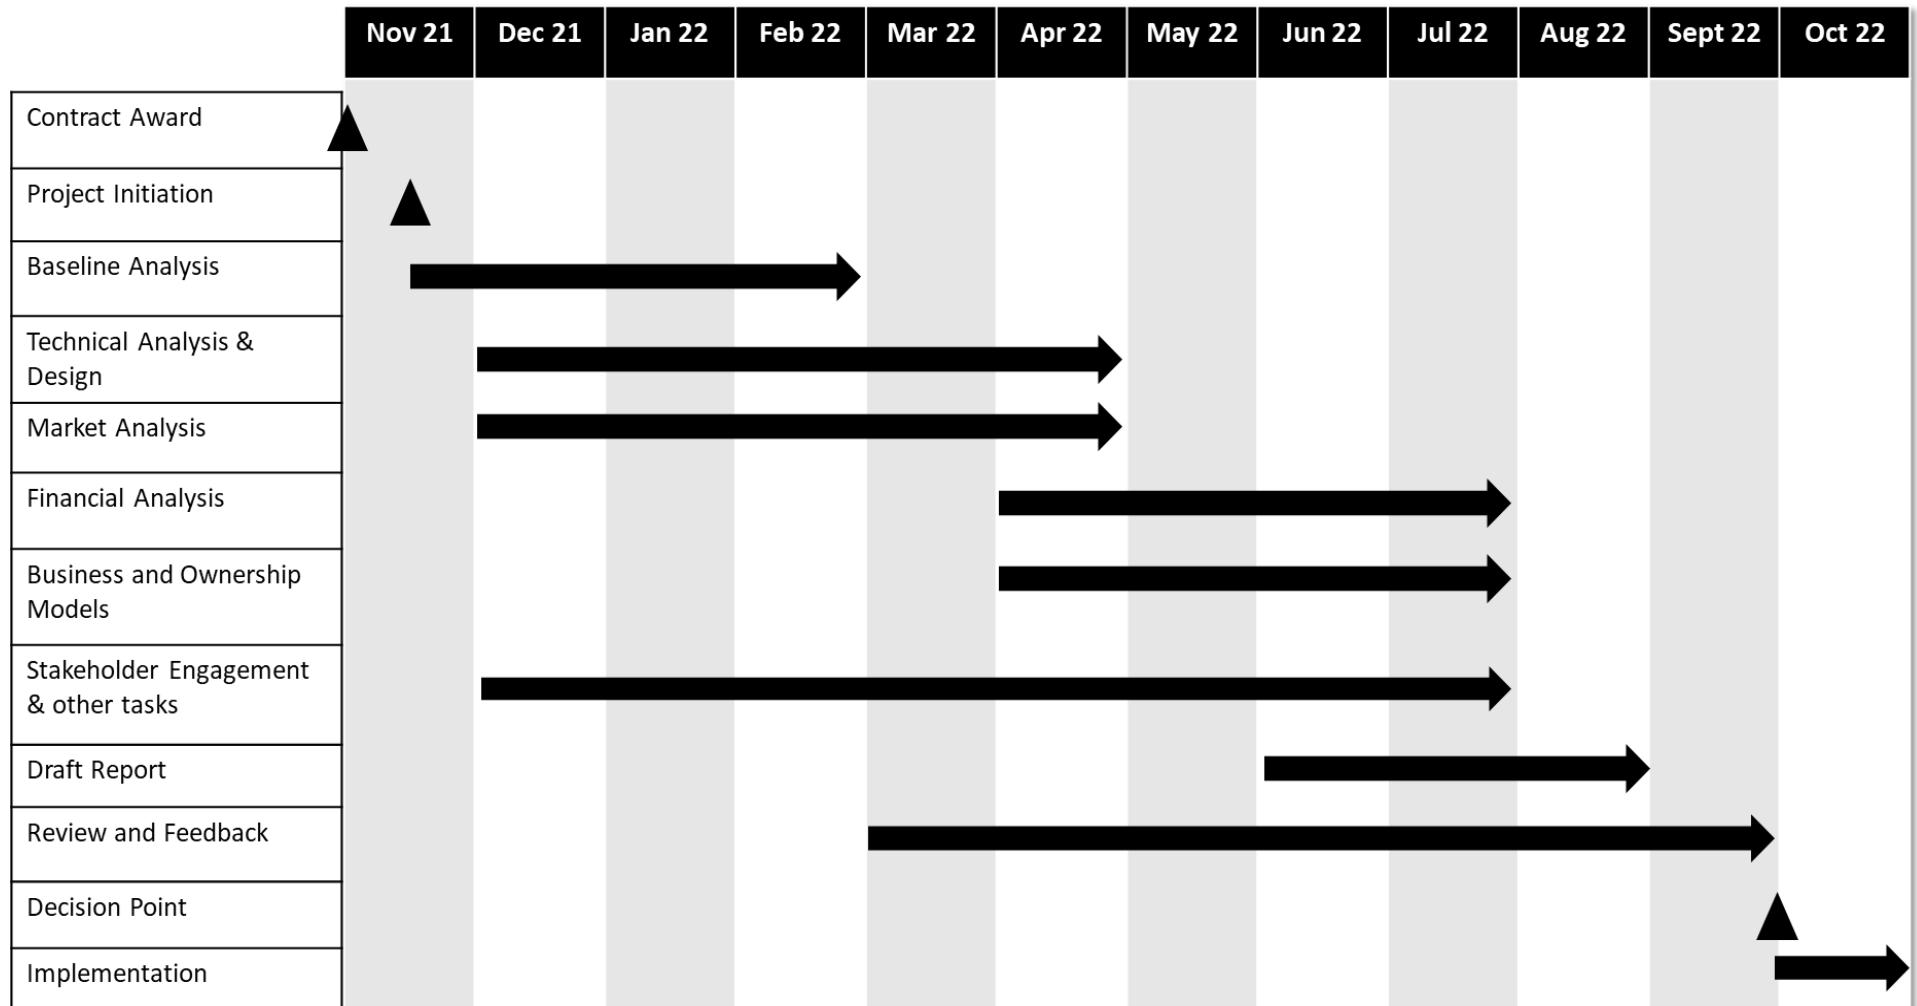 Nov 21 Dec 21 Jan 22 Feb 22 Mar 22 Apr 22 May 22 Jun 22 Jul 22 Aug 22 Sept 22 Oct 22
Contract Award
Project Initiation
Baseline Analysis
Technical Analysis &
Design
Market Analysis
Financial Analysis
Business and Ownership
Models
Stakeholder Engagement
& other tasks
Draft Report
Review and Feedback
Decision Point
Implementation